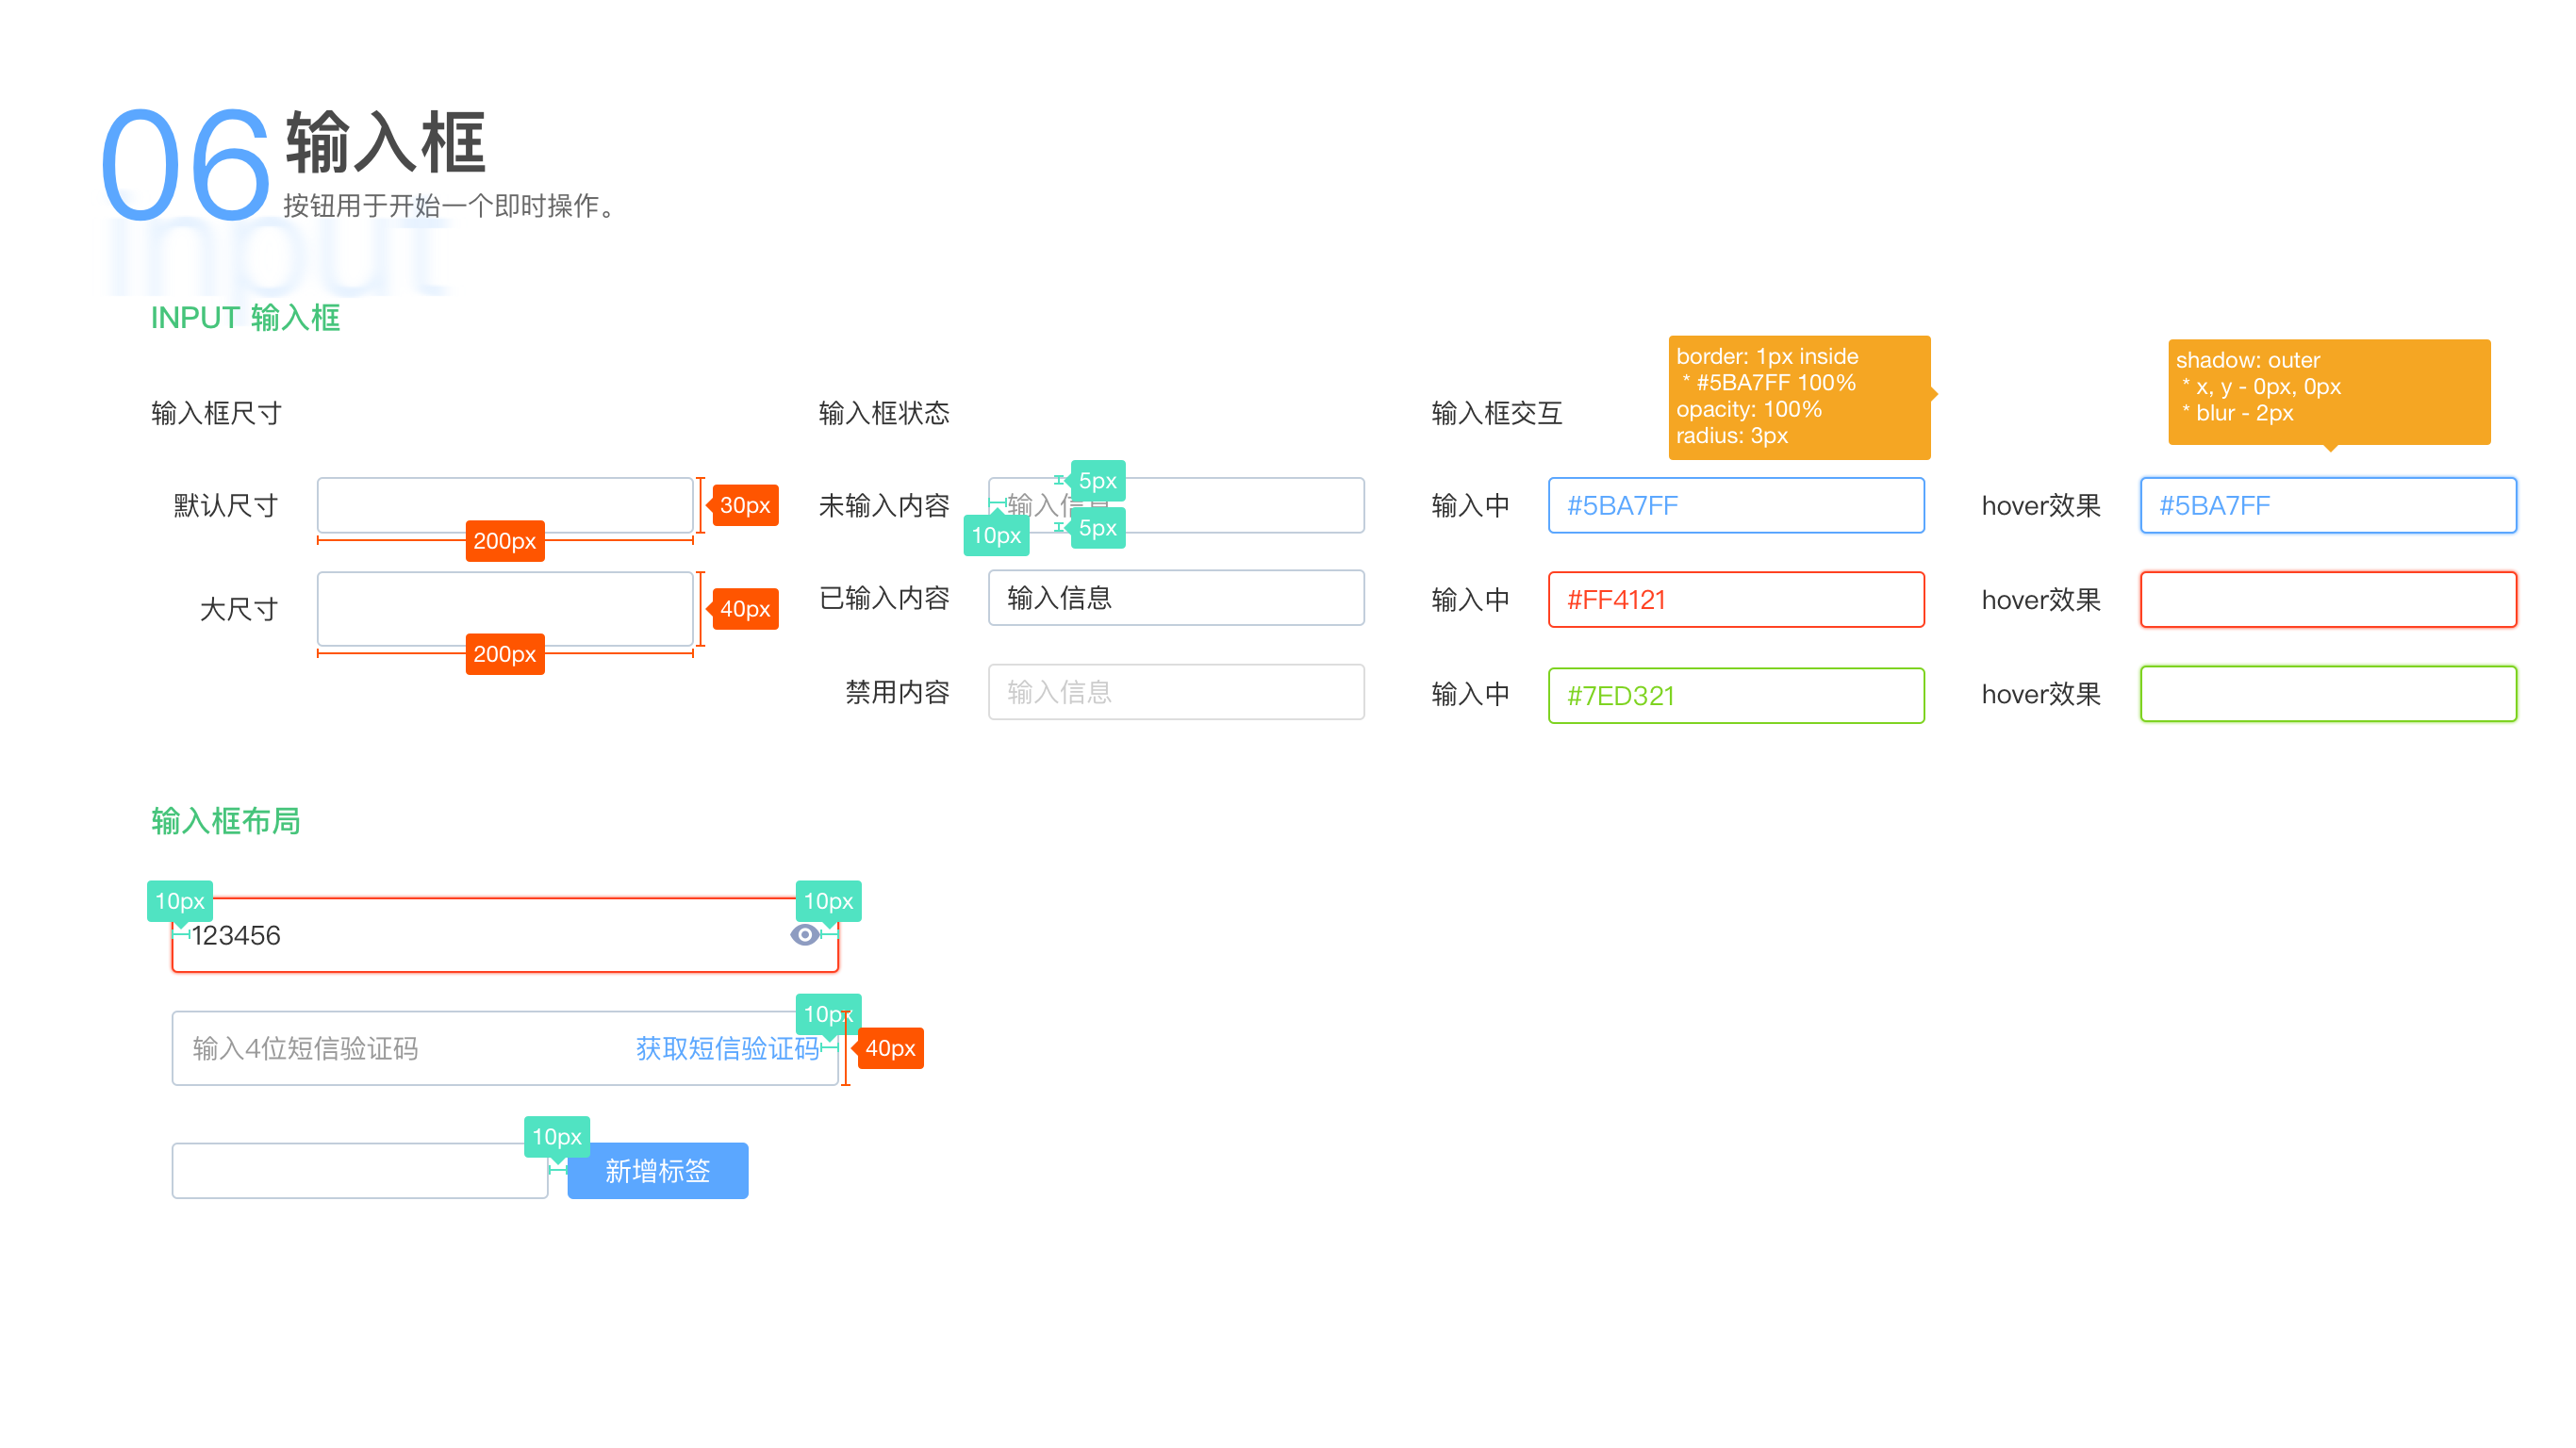 06
输入框
按钮用于开始一个即时操作。
input
INPUT 输入框
输入框尺寸
默认尺寸
30px
200px
大尺寸
40px
200px
输入框状态
未输入内容
输入信息
5px
10px
5px
已输入内容
输入信息
禁用内容
输入信息
输入框交互
border: 1px inside
* #5BA7FF 100%
opacity: 100%
radius: 3px
输入中
#5BA7FF
输入中
#FF4121
输入中
#7ED321
shadow: outer
* x, y - 0px, 0px
* blur - 2px
hover效果
#5BA7FF
hover效果
hover效果
输入框布局
10px
10px
123456
10px
输入4位短信验证码
获取短信验证码
40px
10px
新增标签